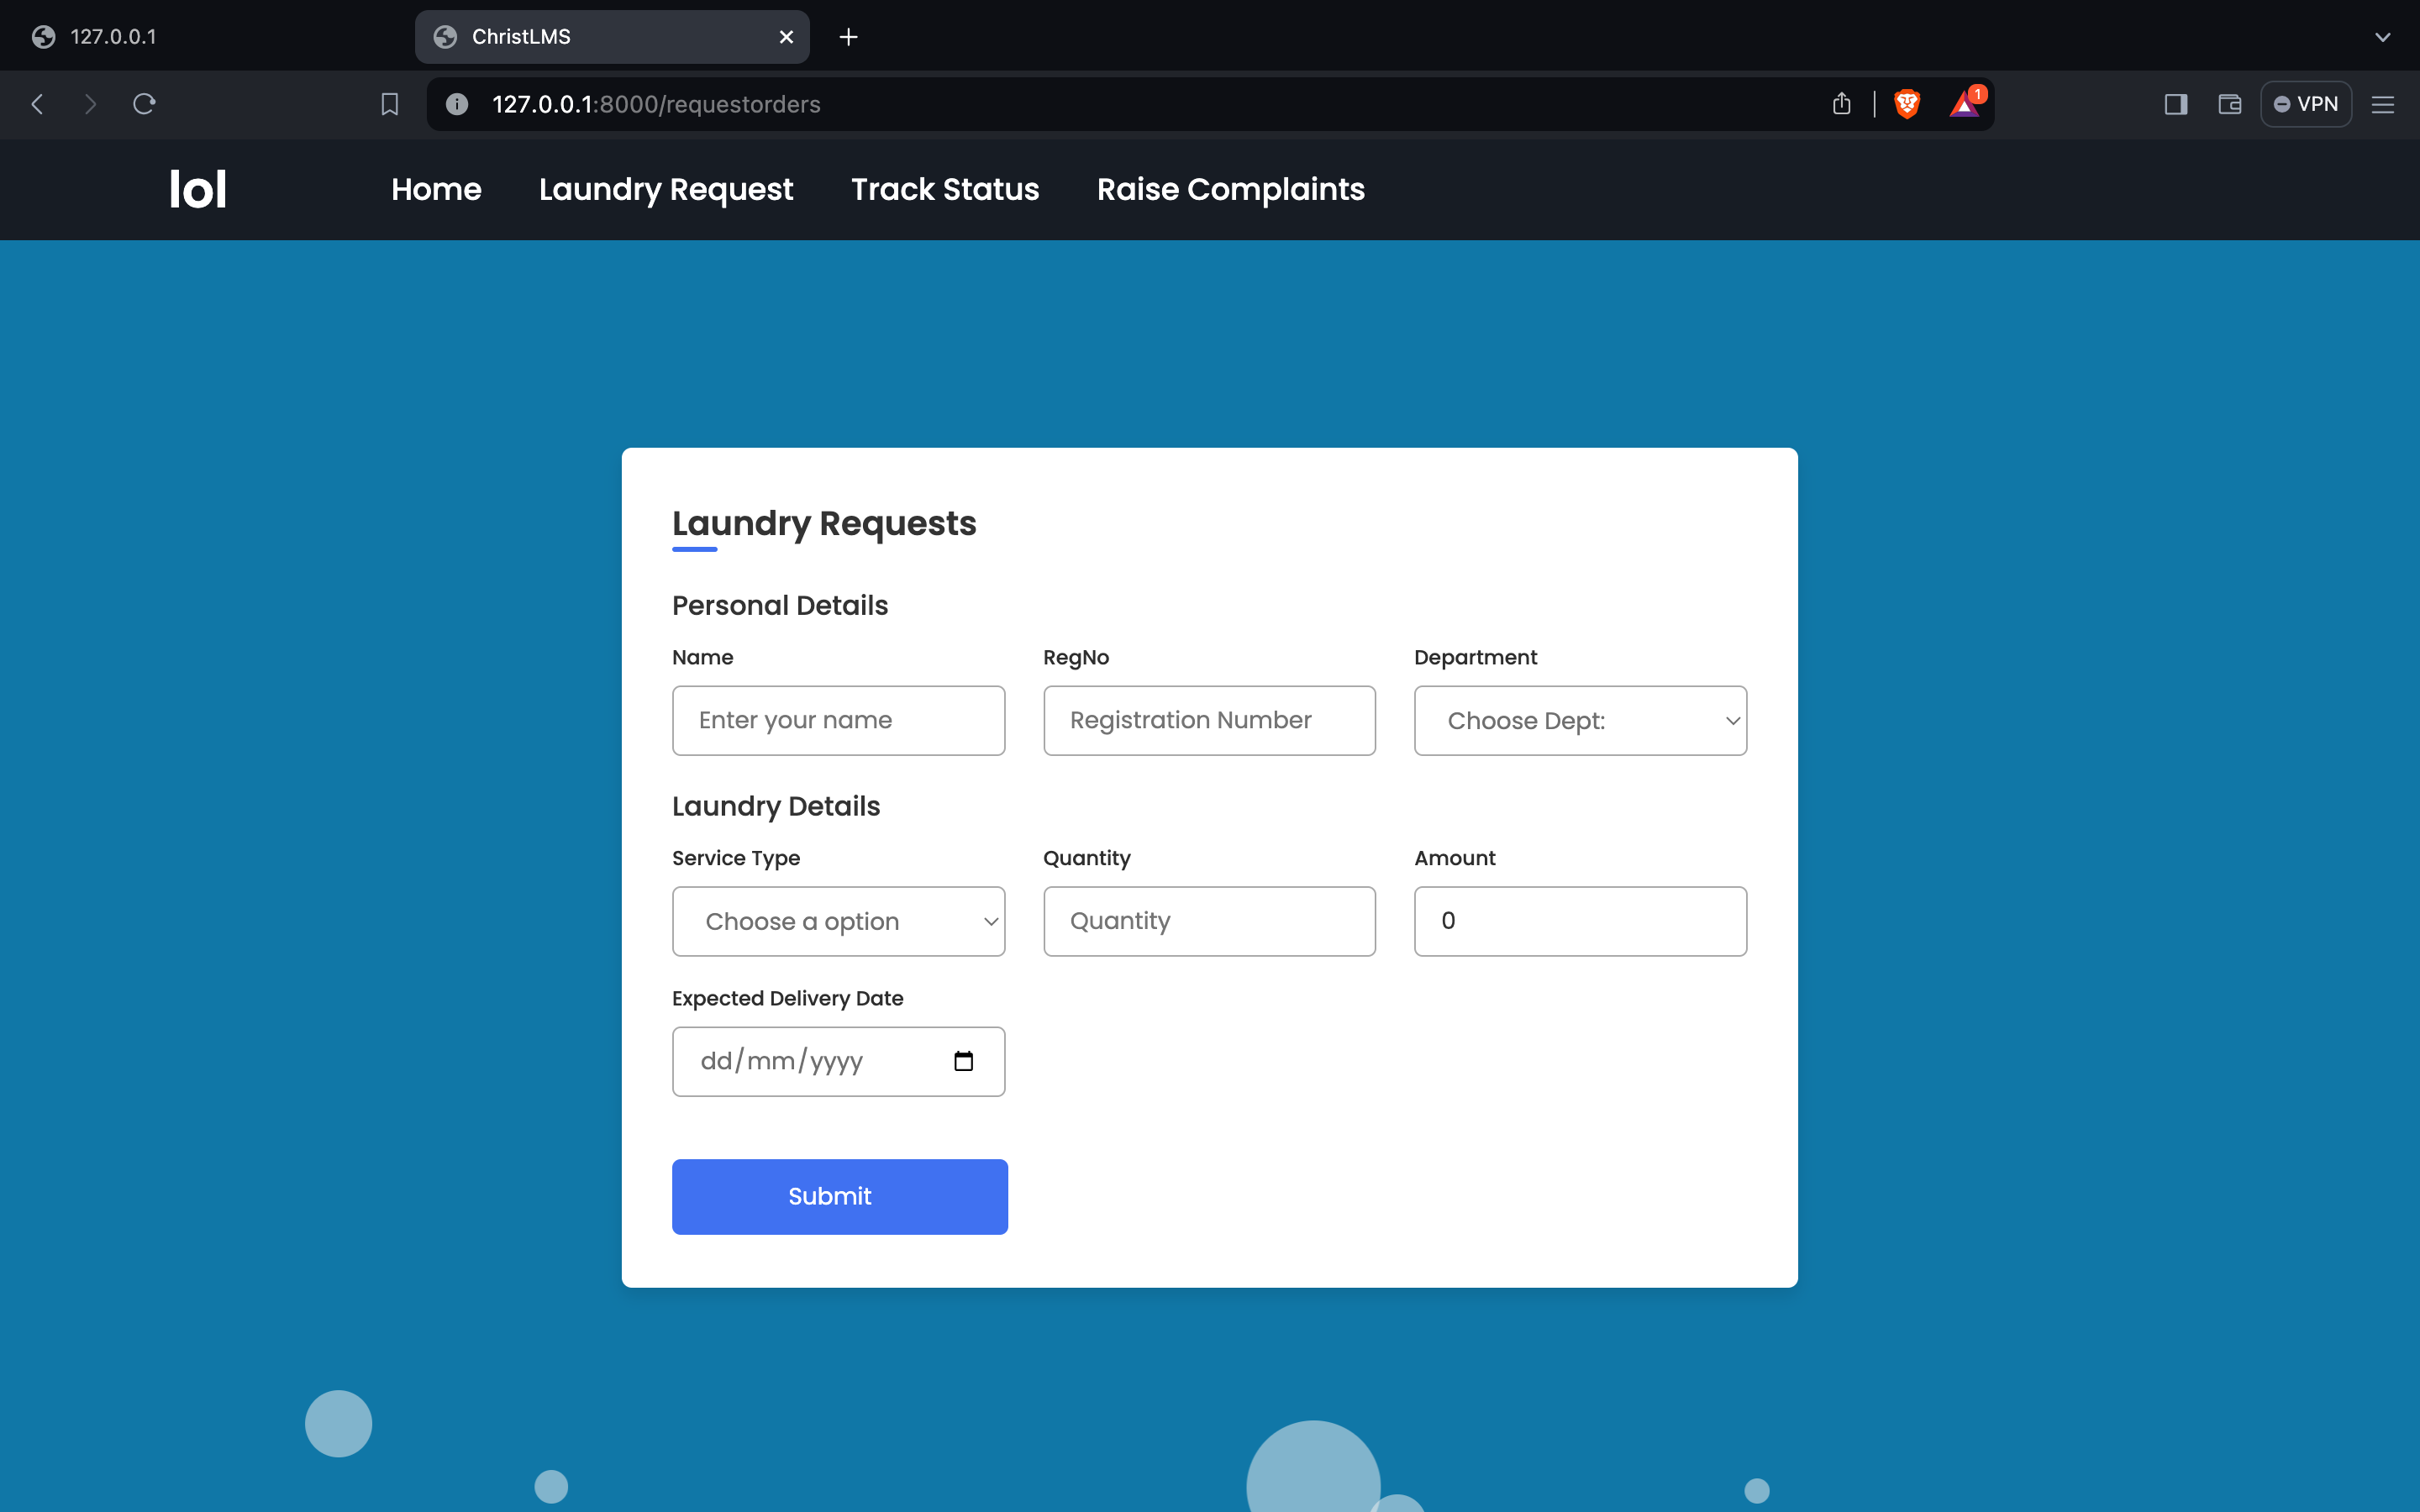 127.0.0.1
ChristLMS
127.0.0.1:8000/requestorders
1
VPN
lol
Home Laundry Request Track Status Raise Complaints
Laundry Requests
Personal Details
Name RegNo Department
Enter your name Registration Number Choose Dept:
Laundry Details
Service Type Quantity Amount
Choose a option Quantity 0
Expected Delivery Date
dd/mm/yyyy
Submit